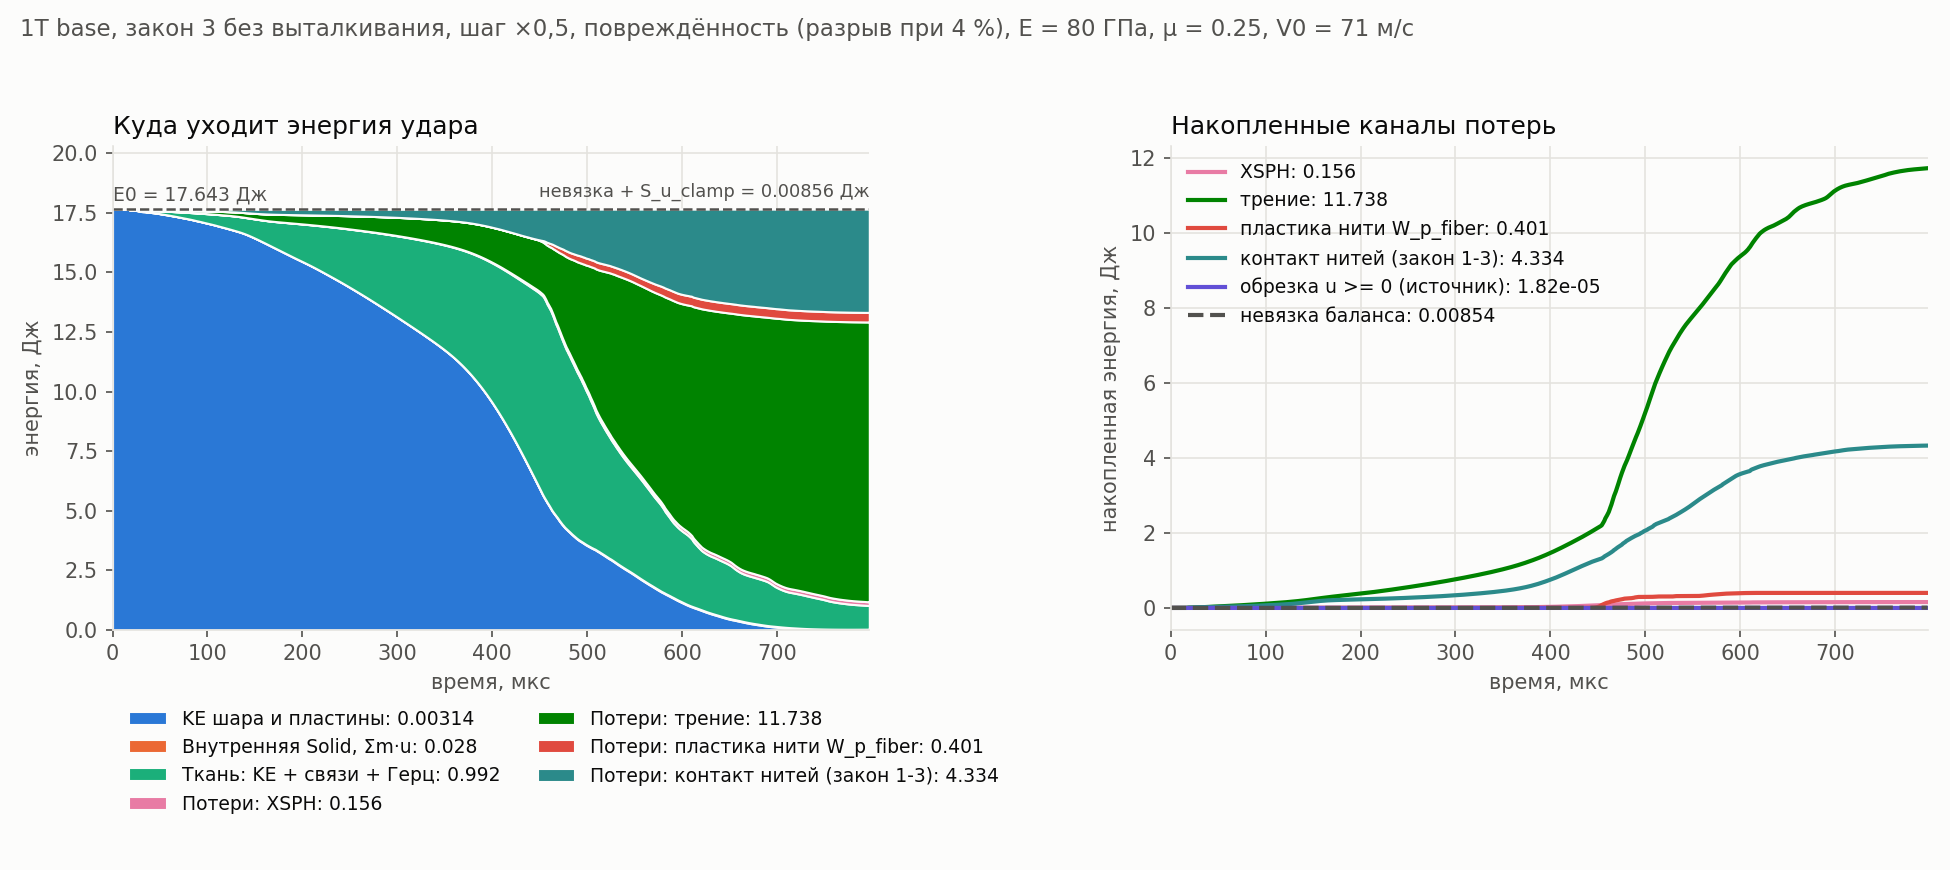 1T base, закон 3 без выталкивания, шаг ×0,5, повреждённость (разрыв при 4 %), E = 80 ГПа, μ = 0.25, V0 = 71 м/с
Куда уходит энергия удара
E0 = 17.643 Дж
невязка + S_u_clamp = 0.00856 Дж
энергия, Дж
20.0
17.5
15.0
12.5
10.0
7.5
5.0
2.5
0.0
0 100 200 300 400 500 600 700
время, мкс
KE шара и пластины: 0.00314
Внутренняя Solid, Σm·u: 0.028
Ткань: KE + связи + Герц: 0.992
Потери: XSPH: 0.156
Потери: трение: 11.738
Потери: пластика нити W_p_fiber: 0.401
Потери: контакт нитей (закон 1-3): 4.334
Накопленные каналы потерь
XSPH: 0.156
трение: 11.738
пластика нити W_p_fiber: 0.401
контакт нитей (закон 1-3): 4.334
обрезка u >= 0 (источник): 1.82e-05
невязка баланса: 0.00854
накопленная энергия, Дж
12
10
8
6
4
2
0
0 100 200 300 400 500 600 700
время, мкс